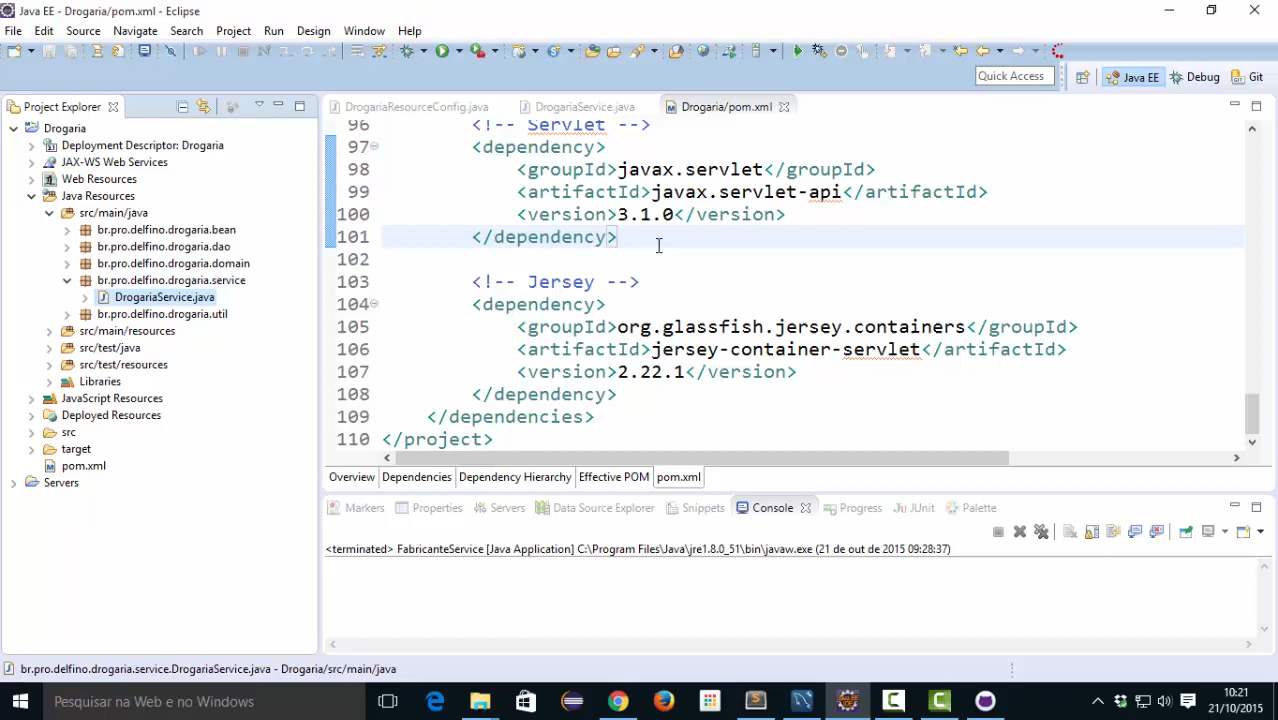 Java EE - Drogaria/pom.xml - Eclipse
File Edit Source Navigate Search Project Run Design Window Help
Quick Access
Java EE
Debug
Git
Project Explorer
Drogaria
Deployment Descriptor: Drogaria
JAX-WS Web Services
Web Resources
Java Resources
src/main/java
br.pro.delfino.drogaria.bean
br.pro.delfino.drogaria.dao
br.pro.delfino.drogaria.domain
br.pro.delfino.drogaria.service
DrogariaService.java
br.pro.delfino.drogaria.util
src/main/resources
src/test/java
src/test/resources
Libraries
JavaScript Resources
Deployed Resources
src
target
pom.xml
Servers
DrogariaResourceConfig.java
DrogariaService.java
Drogaria/pom.xml
96 <!-- Servlet -->
97 <dependency>
98 <groupId>javax.servlet</groupId>
99 <artifactId>javax.servlet-api</artifactId>
100 <version>3.1.0</version>
101 </dependency>
102
103 <!-- Jersey -->
104 <dependency>
105 <groupId>org.glassfish.jersey.containers</groupId>
106 <artifactId>jersey-container-servlet</artifactId>
107 <version>2.22.1</version>
108 </dependency>
109 </dependencies>
110 </project>
Overview Dependencies Dependency Hierarchy Effective POM pom.xml
Markers Properties Servers Data Source Explorer Snippets Console Progress JUnit Palette
<terminated> FabricanteService [Java Application] C:\Program Files\Java\jre1.8.0_51\bin\javaw.exe (21 de out de 2015 09:28:37)
br.pro.delfino.drogaria.service.DrogariaService.java - Drogaria/src/main/java
Pesquisar na Web e no Windows
10:21
21/10/2015